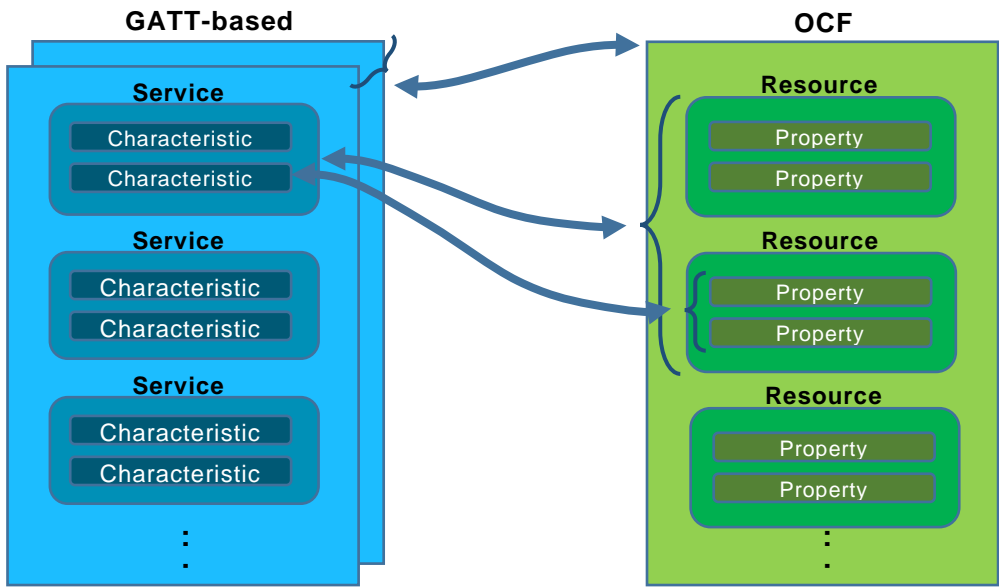 GATT-based
Service
Characteristic
Characteristic
Service
Characteristic
Characteristic
Service
Characteristic
Characteristic
:
.
OCF
Resource
Property
Property
Resource
Property
Property
Resource
Property
Property
:
.